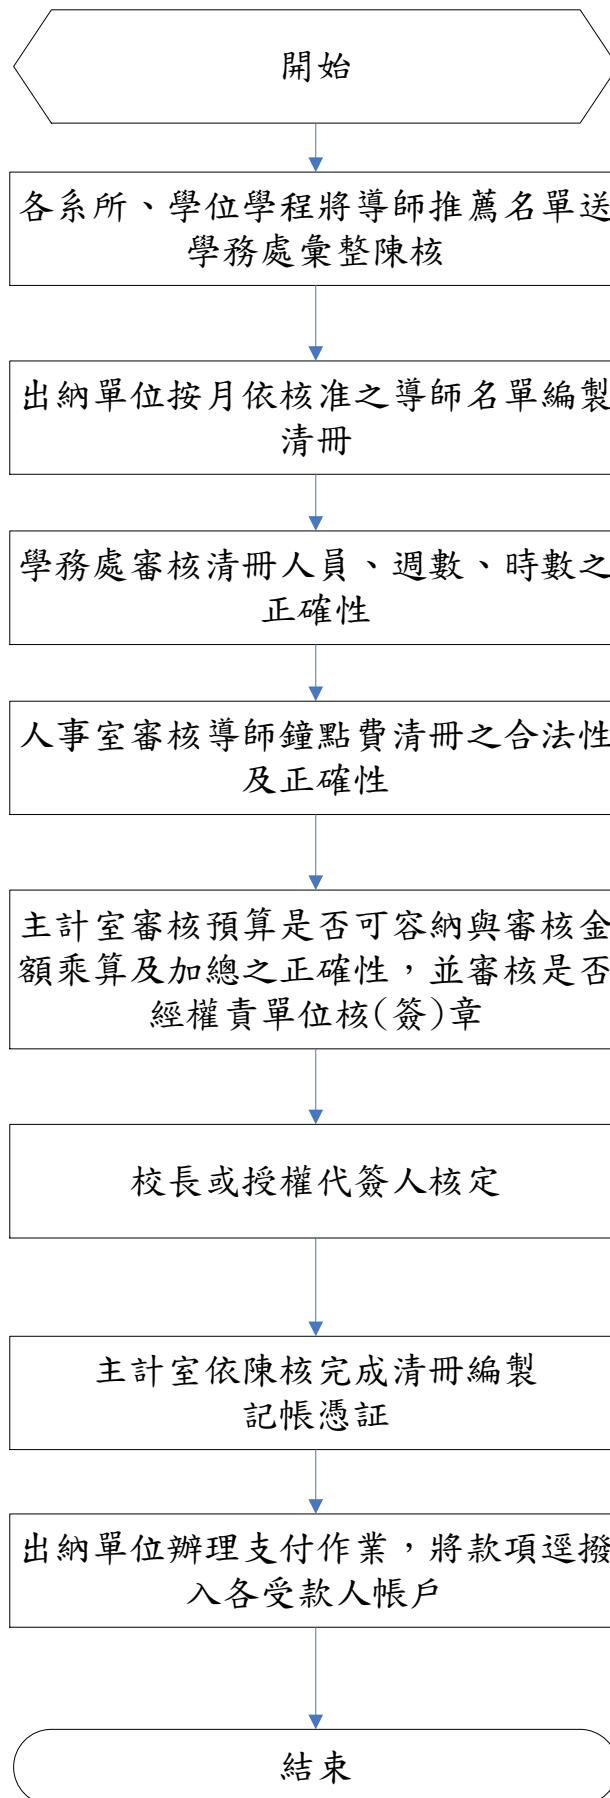 開始
各系所、學位學程將導師推薦名單送
學務處彙整陳核
出納單位按月依核准之導師名單編製
清冊
學務處審核清冊人員、週數、時數之
正確性
人事室審核導師鐘點費清冊之合法性
及正確性
主計室審核預算是否可容納與審核金
額乘算及加總之正確性，並審核是否
經權責單位核(簽)章
校長或授權代簽人核定
主計室依陳核完成清冊編製
記帳憑証
出納單位辦理支付作業，將款項逕撥
入各受款人帳戶
結束